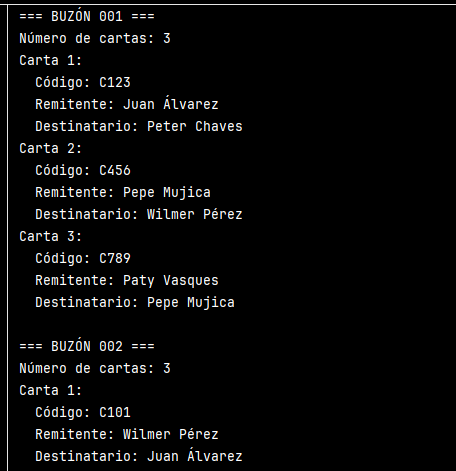 === BUZÓN 001 ===
Número de cartas: 3
Carta 1:
  Código: C123
  Remitente: Juan Álvarez
  Destinatario: Peter Chaves
Carta 2:
  Código: C456
  Remitente: Pepe Mujica
  Destinatario: Wilmer Pérez
Carta 3:
  Código: C789
  Remitente: Paty Vasques
  Destinatario: Pepe Mujica

=== BUZÓN 002 ===
Número de cartas: 3
Carta 1:
  Código: C101
  Remitente: Wilmer Pérez
  Destinatario: Juan Álvarez